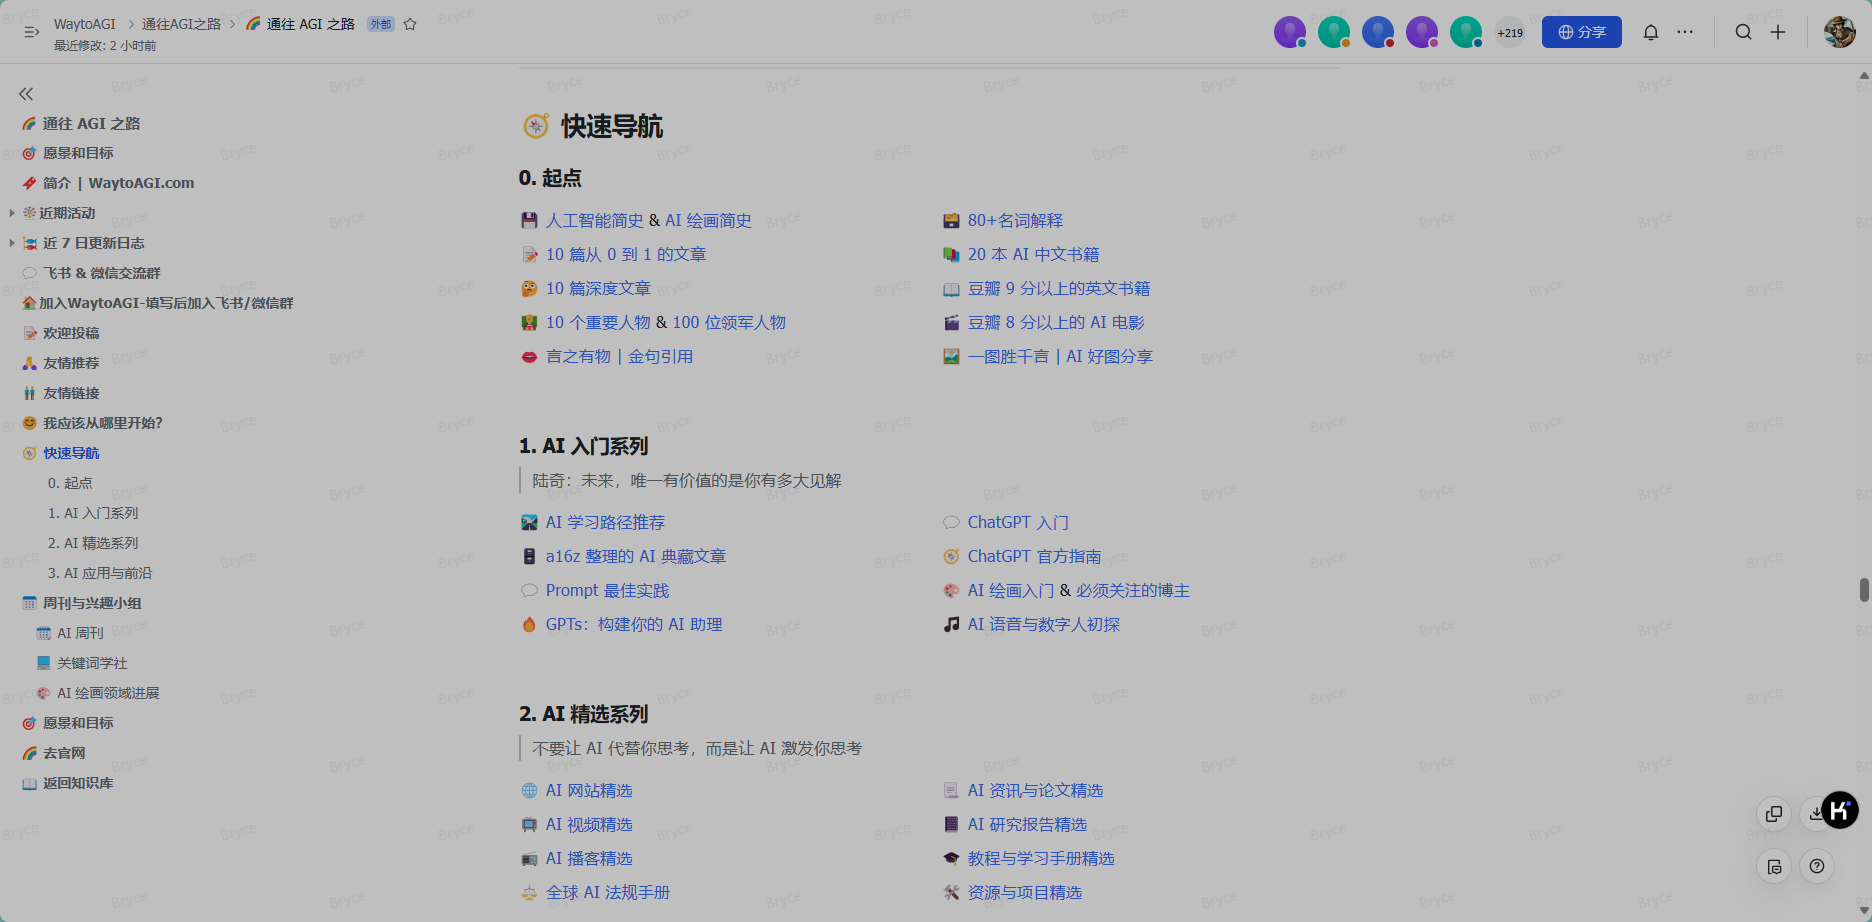 WaytoAGI > 通往AGI之路 > 通往 AGI 之路 外部
最近修改: 2 小时前
+219
分享
通往 AGI 之路
愿景和目标
简介 | WaytoAGI.com
近期活动
近 7 日更新日志
飞书 & 微信交流群
加入WaytoAGI-填写后加入飞书/微信群
欢迎投稿
友情推荐
友情链接
我应该从哪里开始?
快速导航
0. 起点
1. AI 入门系列
2. AI 精选系列
3. AI 应用与前沿
周刊与兴趣小组
AI 周刊
关键词学社
AI 绘画领域进展
愿景和目标
去官网
返回知识库
快速导航
0. 起点
人工智能简史 & AI 绘画简史
10 篇从 0 到 1 的文章
10 篇深度文章
10 个重要人物 & 100 位领军人物
言之有物 | 金句引用
80+名词解释
20 本 AI 中文书籍
豆瓣 9 分以上的英文书籍
豆瓣 8 分以上的 AI 电影
一图胜千言 | AI 好图分享
1. AI 入门系列
陆奇：未来，唯一有价值的是你有多大见解
AI 学习路径推荐
a16z 整理的 AI 典藏文章
Prompt 最佳实践
GPTs：构建你的 AI 助理
ChatGPT 入门
ChatGPT 官方指南
AI 绘画入门 & 必须关注的博主
AI 语音与数字人初探
2. AI 精选系列
不要让 AI 代替你思考，而是让 AI 激发你思考
AI 网站精选
AI 视频精选
AI 播客精选
全球 AI 法规手册
AI 资讯与论文精选
AI 研究报告精选
教程与学习手册精选
资源与项目精选
K
Bryce